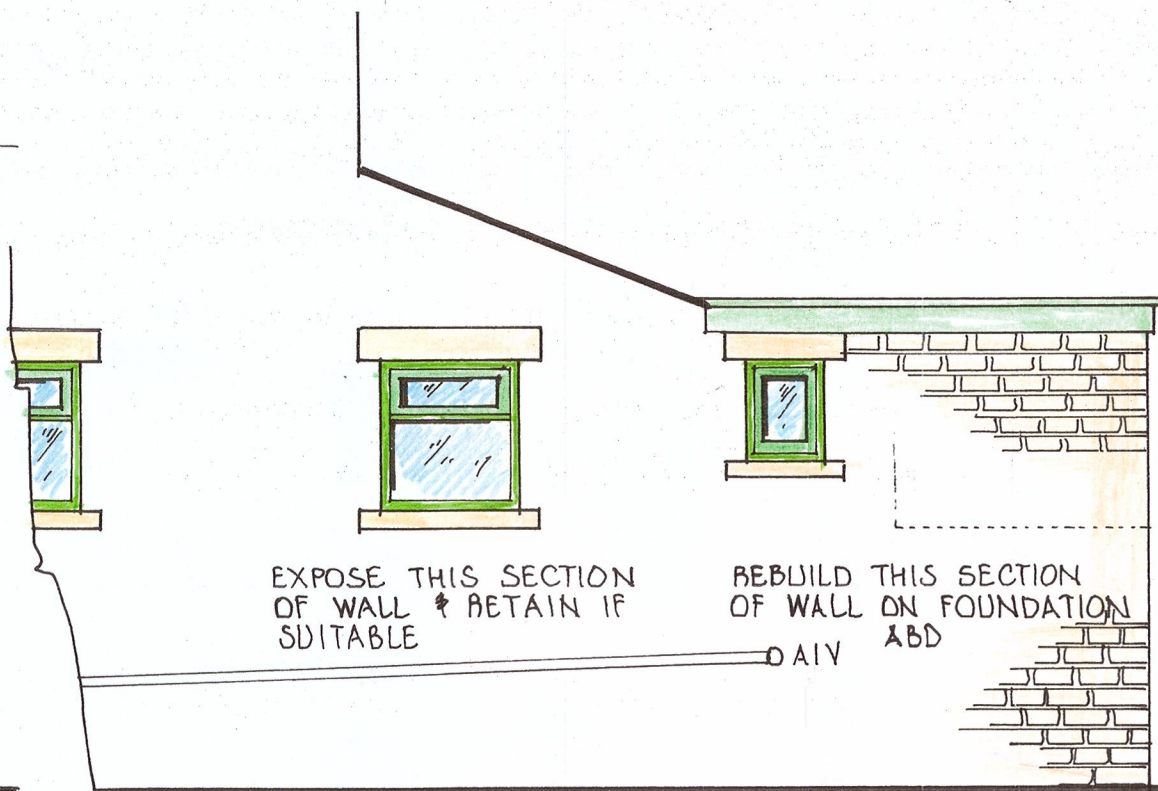 EXPOSE THIS SECTION
OF WALL & RETAIN IF
SUITABLE
REBUILD THIS SECTION
OF WALL ON FOUNDATION
ABD
AIV